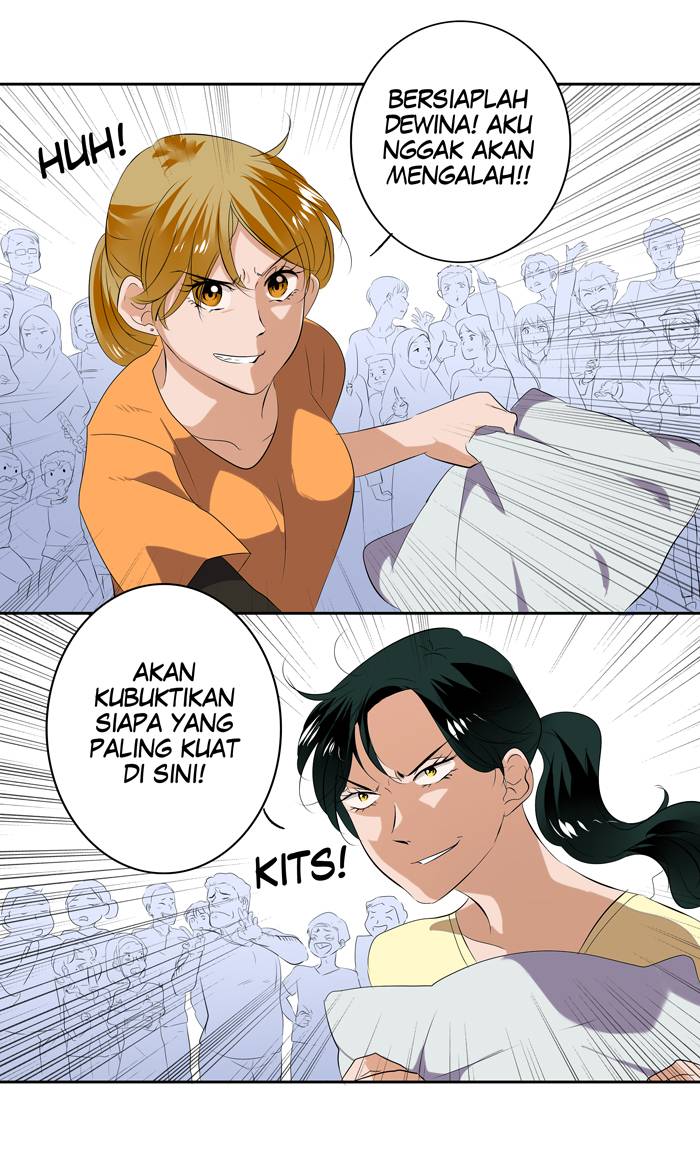 HUH!
BERSIAPLAH
DEWINA! AKU
NGGAK AKAN
MENGALAH!!
AKAN
KUBUKTIKAN
SIAPA YANG
PALING KUAT
DI SINI!
KITS!